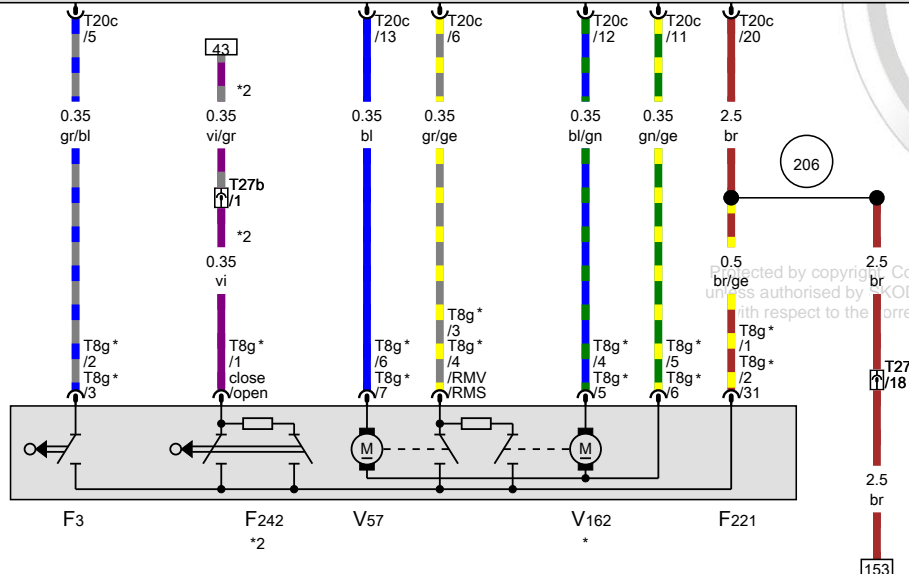 T20c
/5
43
*2
T20c
/13
T20c
/6
T20c
/12
T20c
/11
T20c
/20
0.35
gr/bl
0.35
vi/gr
0.35
bl
0.35
gr/ge
0.35
bl/gn
0.35
gn/ge
2.5
br
206
T27b
/1
*2
0.35
vi
0.5
br/ge
2.5
br
Protected by copyright. Co
unless authorised by SKOD
with respect to the corre
T8g*
/2
T8g*
/3
T8g*
/1
close
/open
T8g*
/6
T8g*
/7
T8g*
/3
T8g*
/4
/RMV
/RMS
T8g*
/4
T8g*
/5
T8g*
/5
T8g*
/6
T8g*
/1
T8g*
/2
/31
T27
/18
M
M
2.5
br
F3
F242
*2
V57
V162
*
F221
153